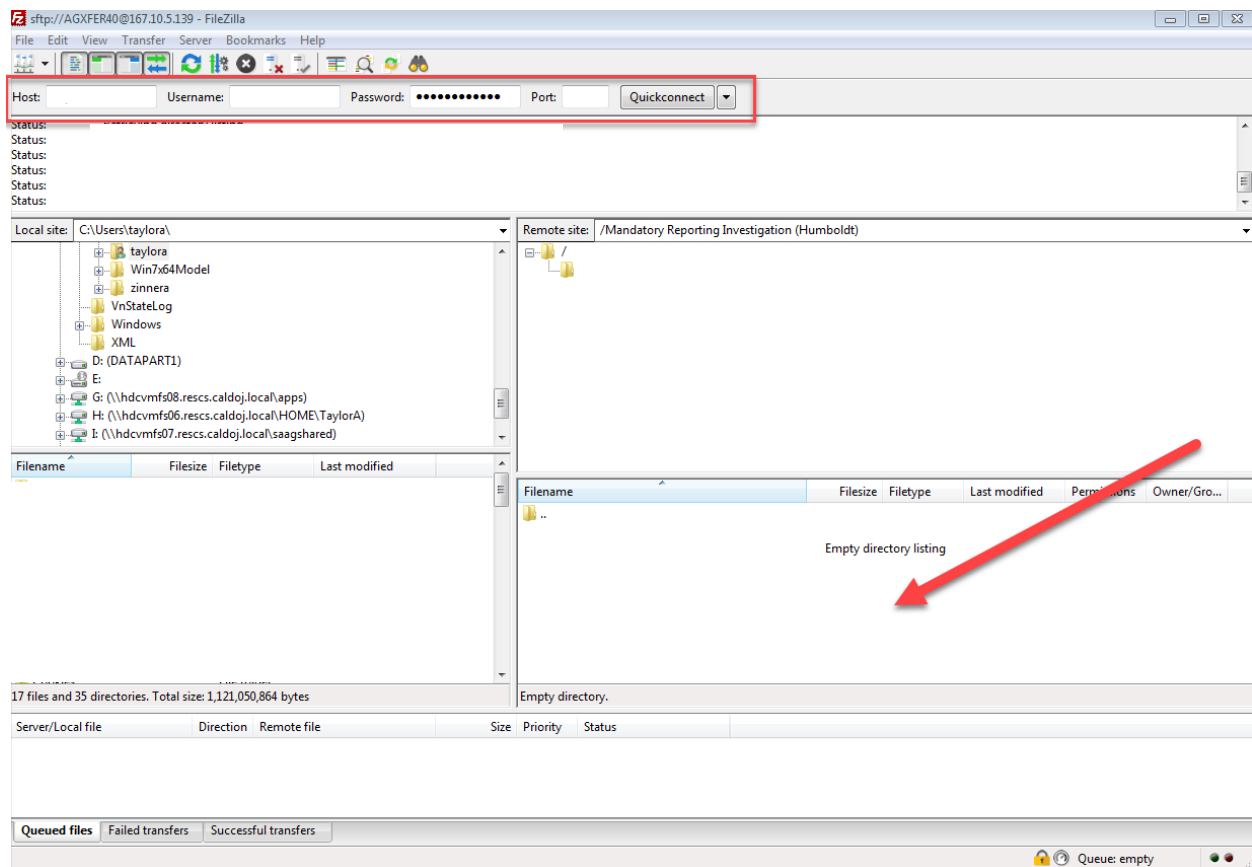 sftp://AGXFER40@167.10.5.139 - FileZilla
File Edit View Transfer Server Bookmarks Help
Host: Username: Password: •••••••••••• Port: Quickconnect
Status:
Status:
Status:
Status:
Status:
Status:
Local site: C:\Users\taylora\
taylora
Win7x64Model
zinnera
VnStateLog
Windows
XML
D: (DATAPART1)
E:
G: (\\hdcvmfs08.rescs.caldoj.local\apps)
H: (\\hdcvmfs06.rescs.caldoj.local\HOME\TaylorA)
I: (\\hdcvmfs07.rescs.caldoj.local\saagshared)
Remote site: /Mandatory Reporting Investigation (Humboldt)
/
Filename Filesize Filetype Last modified
17 files and 35 directories. Total size: 1,121,050,864 bytes
Filename Filesize Filetype Last modified Permissions Owner/Gro...
..
Empty directory listing
Empty directory.
Server/Local file Direction Remote file Size Priority Status
Queued files Failed transfers Successful transfers
Queue: empty